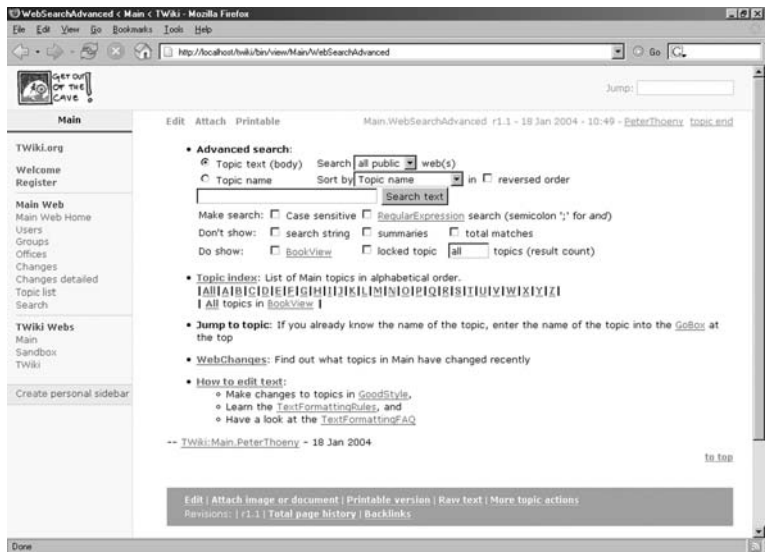 WebSearchAdvanced < Main < TWiki - Mozilla Firefox
File Edit View Go Bookmarks Tools Help
http://localhost/twiki/bin/view/Main/WebSearchAdvanced Go
GET OUT
OF THE
CAVE !
Jump:
Main
Edit Attach Printable Main.WebSearchAdvanced r1.1 - 18 Jan 2004 - 10:49 - PeterThoeny topic end
TWiki.org
Welcome
Register
Main Web
Main Web Home
Users
Groups
Offices
Changes
Changes detailed
Topic list
Search
TWiki Webs
Main
Sandbox
TWiki
Create personal sidebar
• Advanced search:
Topic text (body) Search all public web(s)
Topic name Sort by Topic name in reversed order
Search text
Make search: Case sensitive RegularExpression search (semicolon ';' for and)
Don't show: search string summaries total matches
Do show: BookView locked topic all topics (result count)
• Topic index: List of Main topics in alphabetical order.
|All|A|B|C|D|E|F|G|H|I|J|K|L|M|N|O|P|Q|R|S|T|U|V|W|X|Y|Z|
| All topics in BookView |
• Jump to topic: If you already know the name of the topic, enter the name of the topic into the GoBox at
the top
• WebChanges: Find out what topics in Main have changed recently
• How to edit text:
Make changes to topics in GoodStyle,
Learn the TextFormattingRules, and
Have a look at the TextFormattingFAQ
-- TWiki:Main.PeterThoeny - 18 Jan 2004
to top
Edit | Attach image or document | Printable version | Raw text | More topic actions
Revisions: | r1.1 | Total page history | Backlinks
Done